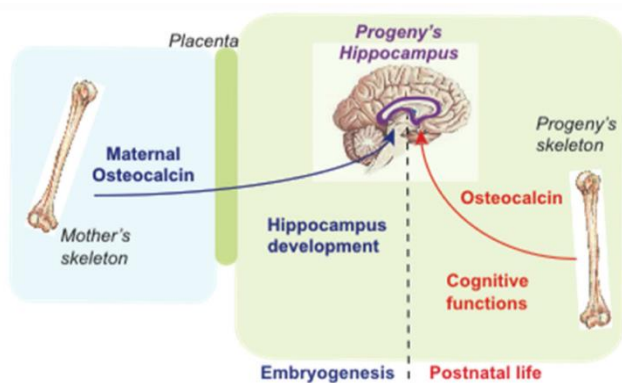 Placenta
Progeny's
Hippocampus
Progeny's
skeleton
Maternal
Osteocalcin
Osteocalcin
Mother's
skeleton
Hippocampus
development
Cognitive
functions
Embryogenesis
Postnatal life